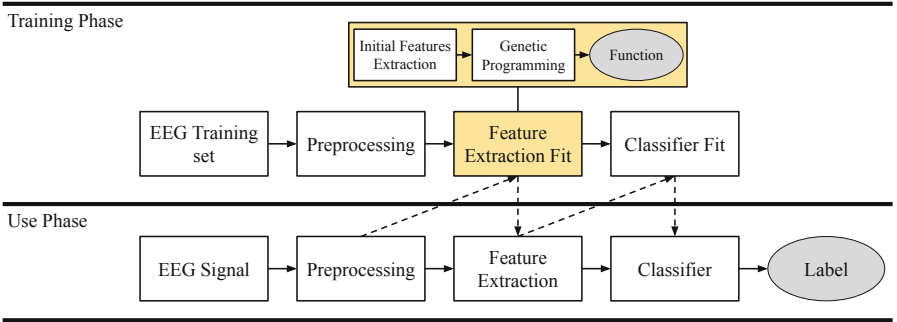 Training Phase
Initial Features
Extraction
Genetic
Programming
Function
EEG Training
set
Preprocessing
Feature
Extraction Fit
Classifier Fit
Use Phase
EEG Signal
Preprocessing
Feature
Extraction
Classifier
Label